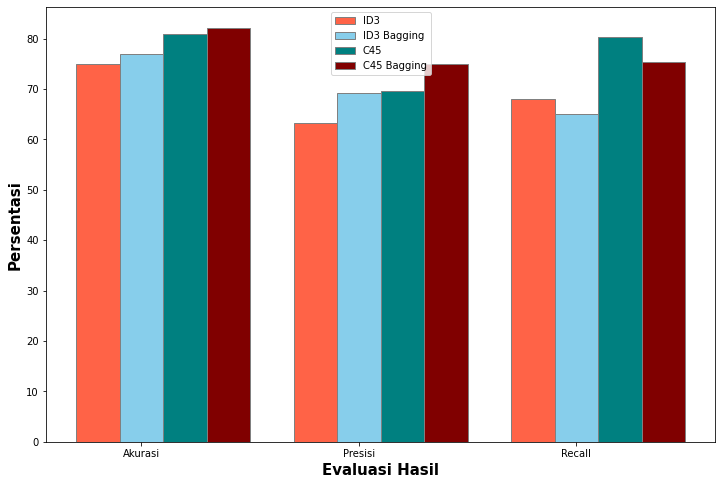 ID3
ID3 Bagging
C45
C45 Bagging
Persentasi
80
70
60
50
40
30
20
10
0
Akurasi
Presisi
Recall
Evaluasi Hasil